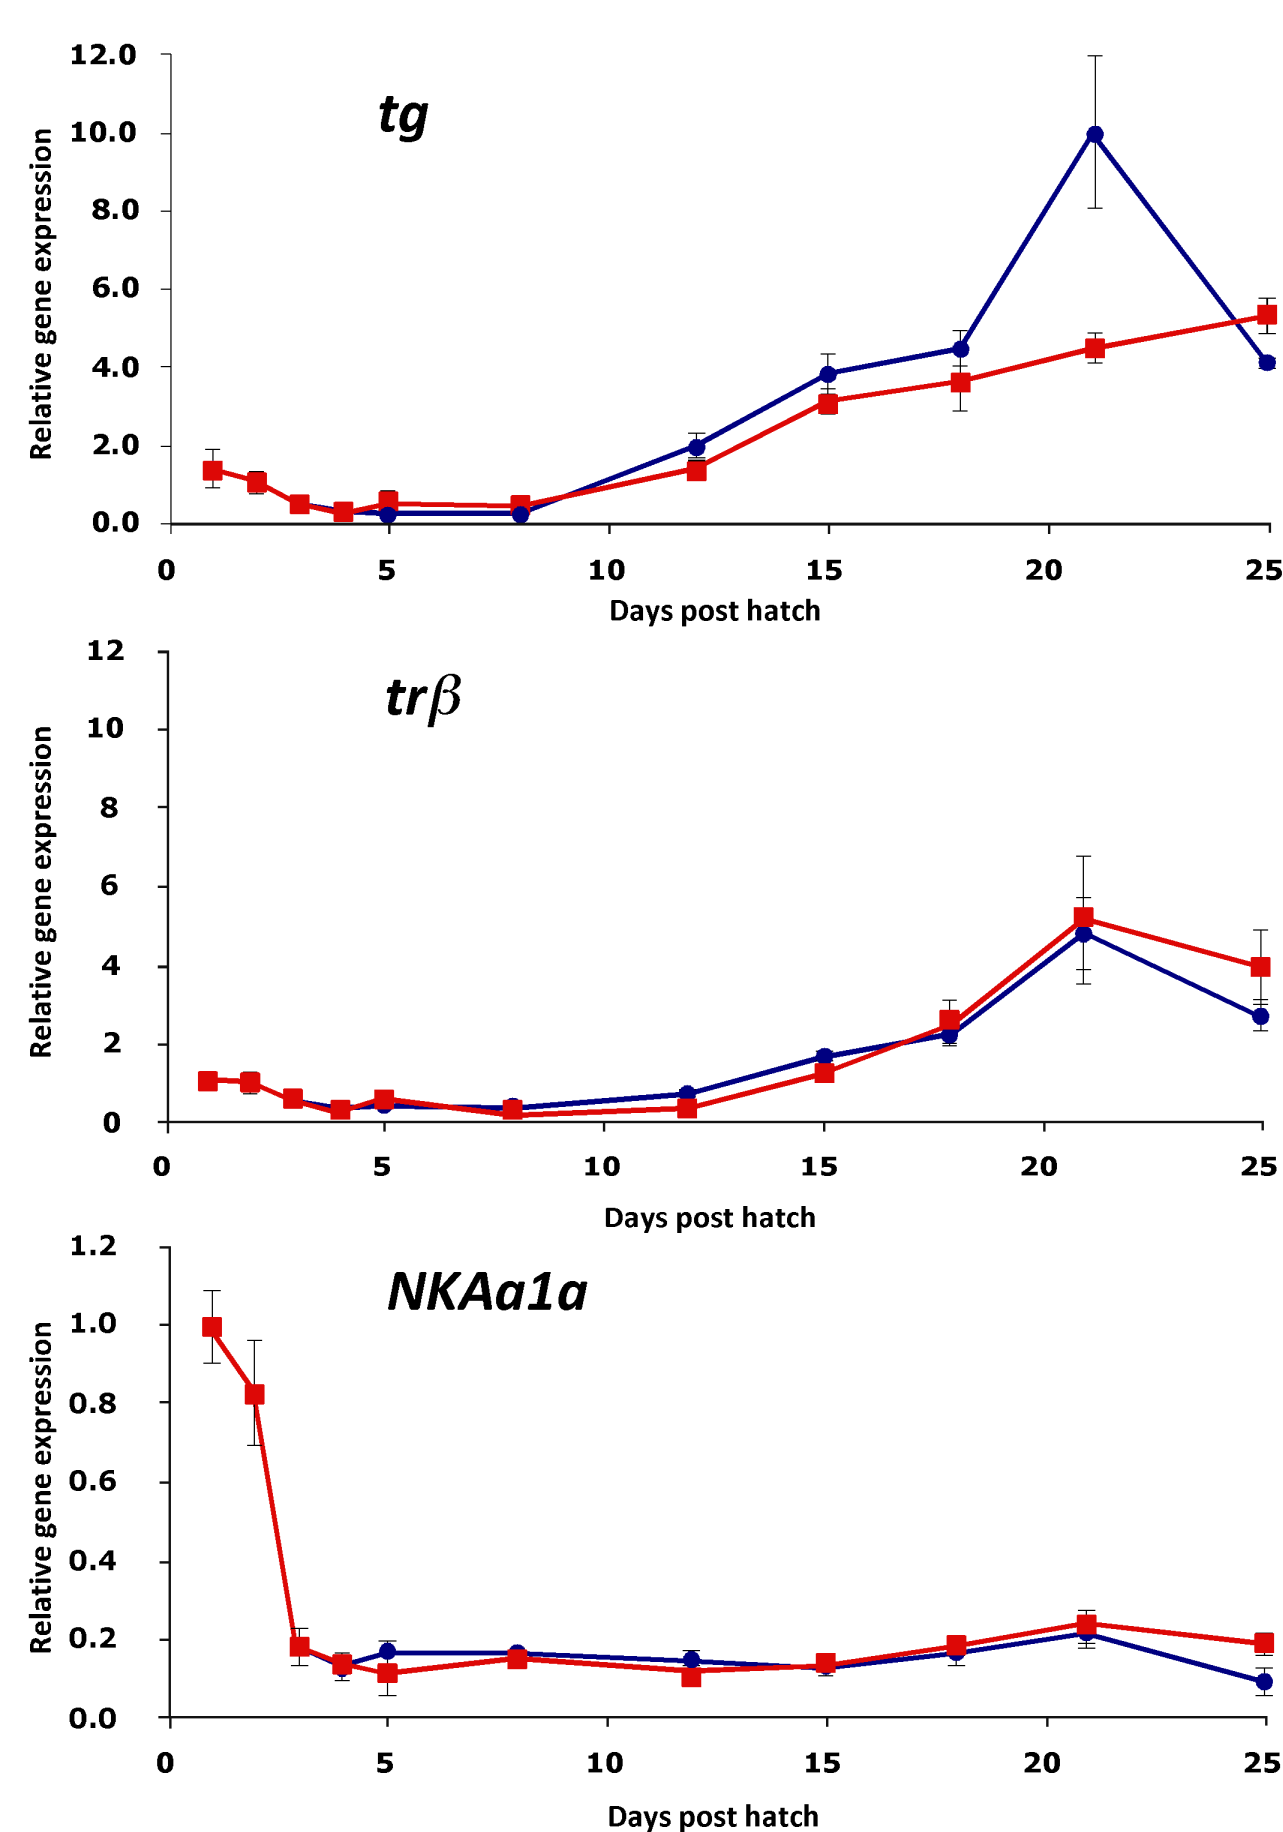 tg
Relative gene expression
12.0
10.0
8.0
6.0
4.0
2.0
0.0
0 5 10 15 20 25
Days post hatch
trβ
Relative gene expression
12
10
8
6
4
2
0
0 5 10 15 20 25
Days post hatch
NKAa1a
Relative gene expression
1.2
1.0
0.8
0.6
0.4
0.2
0.0
0 5 10 15 20 25
Days post hatch